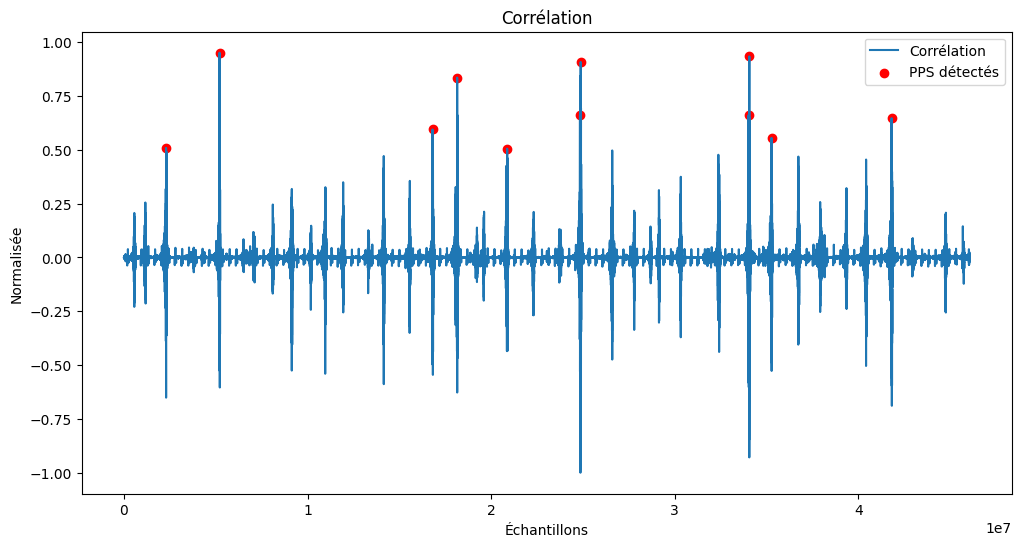 Corrélation
1.00
0.75
0.50
0.25
0.00
−0.25
−0.50
−0.75
−1.00
Normalisée
Corrélation
PPS détectés
0
1
2
3
4
1e7
Échantillons